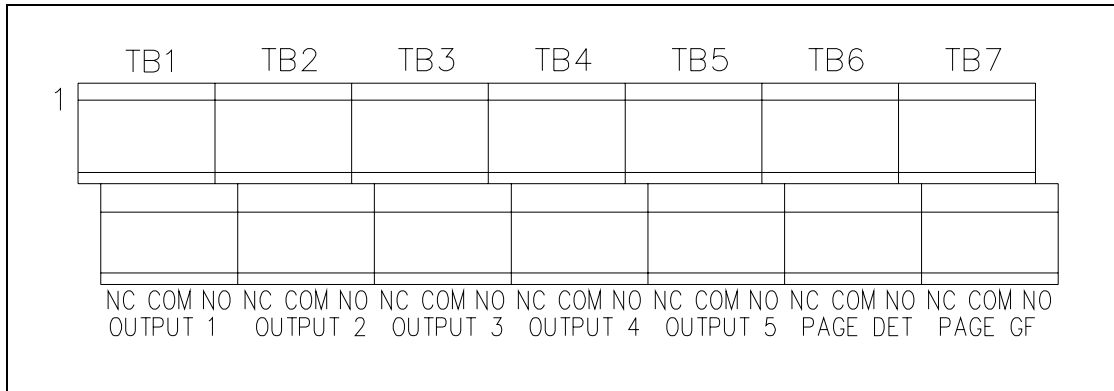 TB1 TB2 TB3 TB4 TB5 TB6 TB7
1
NC COM NO NC COM NO NC COM NO NC COM NO NC COM NO NC COM NO NC COM NO
OUTPUT 1 OUTPUT 2 OUTPUT 3 OUTPUT 4 OUTPUT 5 PAGE DET PAGE GF